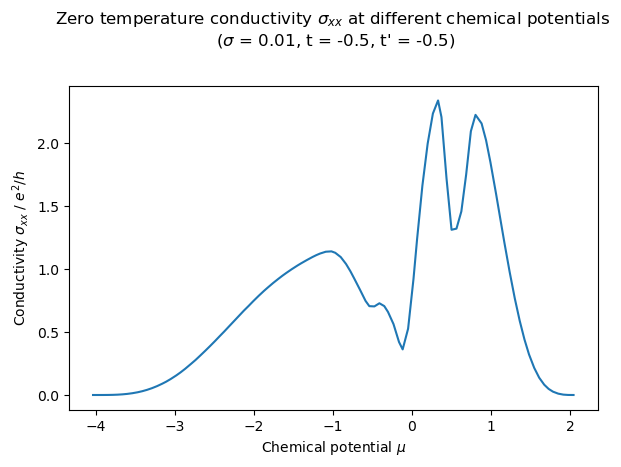 Zero temperature conductivity σxx at different chemical potentials
(σ = 0.01, t = -0.5, t' = -0.5)
Conductivity σxx / e²/h
2.0
1.5
1.0
0.5
0.0
−4 −3 −2 −1 0 1 2
Chemical potential μ